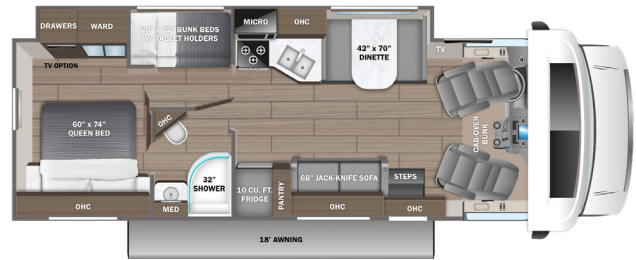 DRAWERS
WARD
28" x 72" BUNK BEDS
W/ TABLET HOLDERS
MICRO
OHC
42" x 70"
DINETTE
TV
TV OPTION
60" x 74"
QUEEN BED
OHC
CAB-OVER
BUNK
32"
SHOWER
10 CU. FT.
FRIDGE
PANTRY
68" JACK-KNIFE SOFA
STEPS
OHC
MED
OHC
OHC
18' AWNING